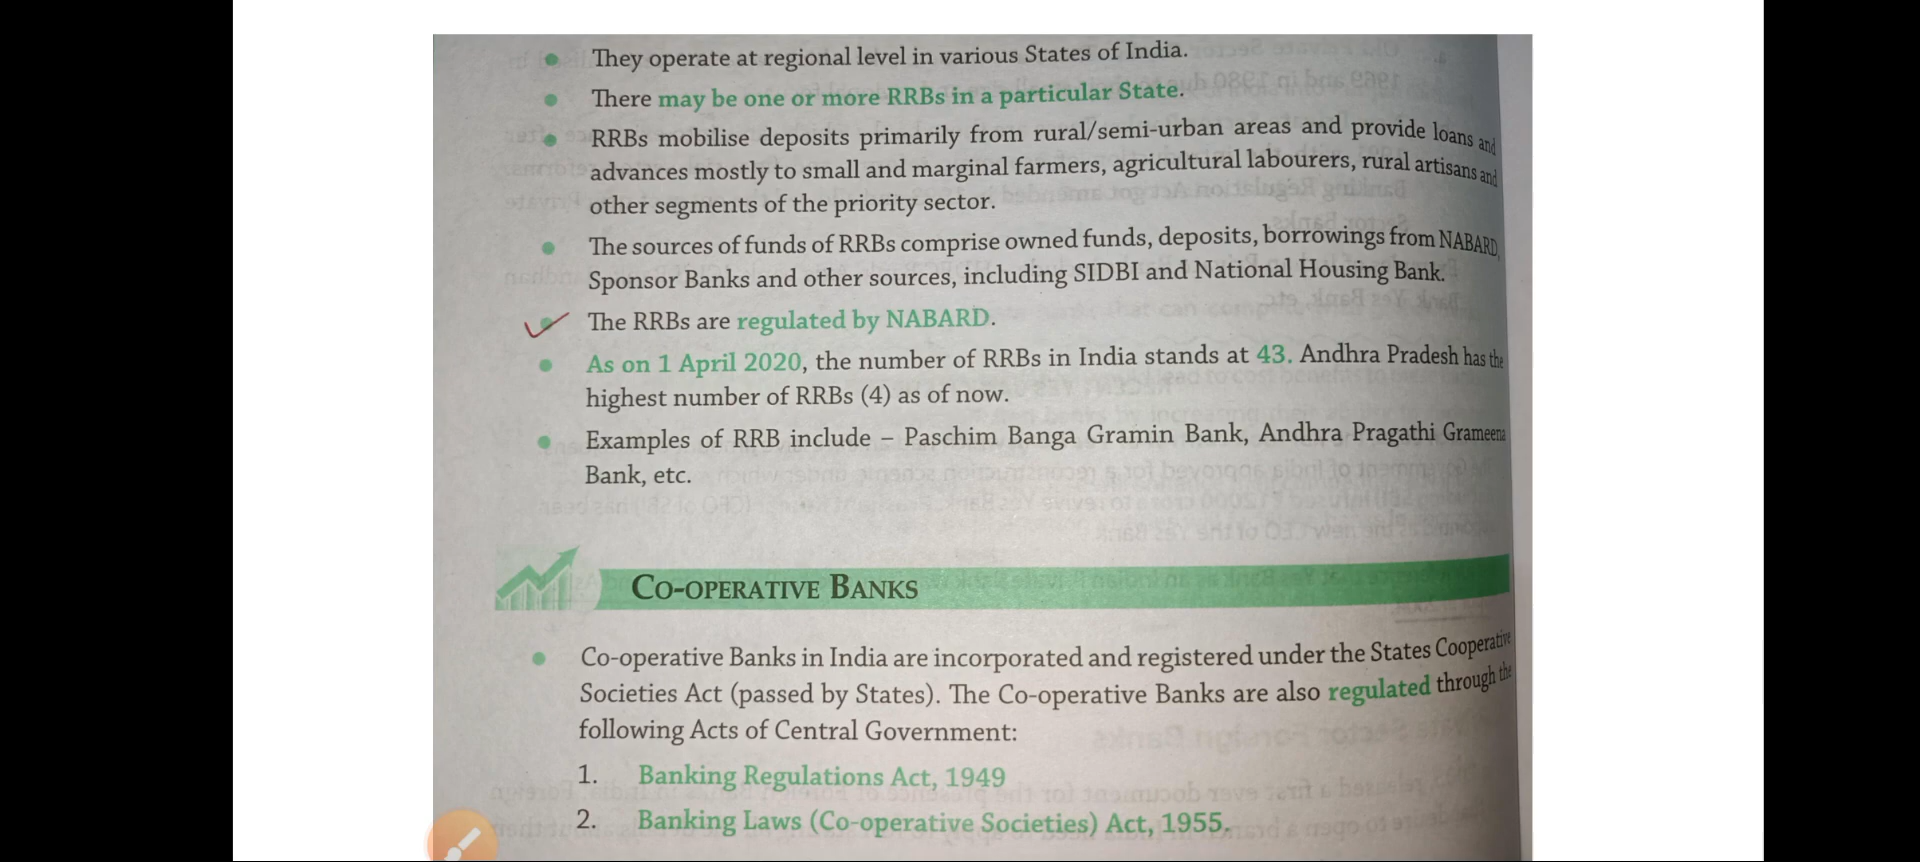 They operate at regional level in various States of India.
There may be one or more RRBs in a particular State.
RRBs mobilise deposits primarily from rural/semi-urban areas and provide loans and
advances mostly to small and marginal farmers, agricultural labourers, rural artisans and
other segments of the priority sector.
The sources of funds of RRBs comprise owned funds, deposits, borrowings from NABARD,
Sponsor Banks and other sources, including SIDBI and National Housing Bank.
The RRBs are regulated by NABARD.
As on 1 April 2020, the number of RRBs in India stands at 43. Andhra Pradesh has the
highest number of RRBs (4) as of now.
Examples of RRB include – Paschim Banga Gramin Bank, Andhra Pragathi Grameena
Bank, etc.
CO-OPERATIVE BANKS
Co-operative Banks in India are incorporated and registered under the States Cooperative
Societies Act (passed by States). The Co-operative Banks are also regulated through the
following Acts of Central Government:
1. Banking Regulations Act, 1949
2. Banking Laws (Co-operative Societies) Act, 1955.